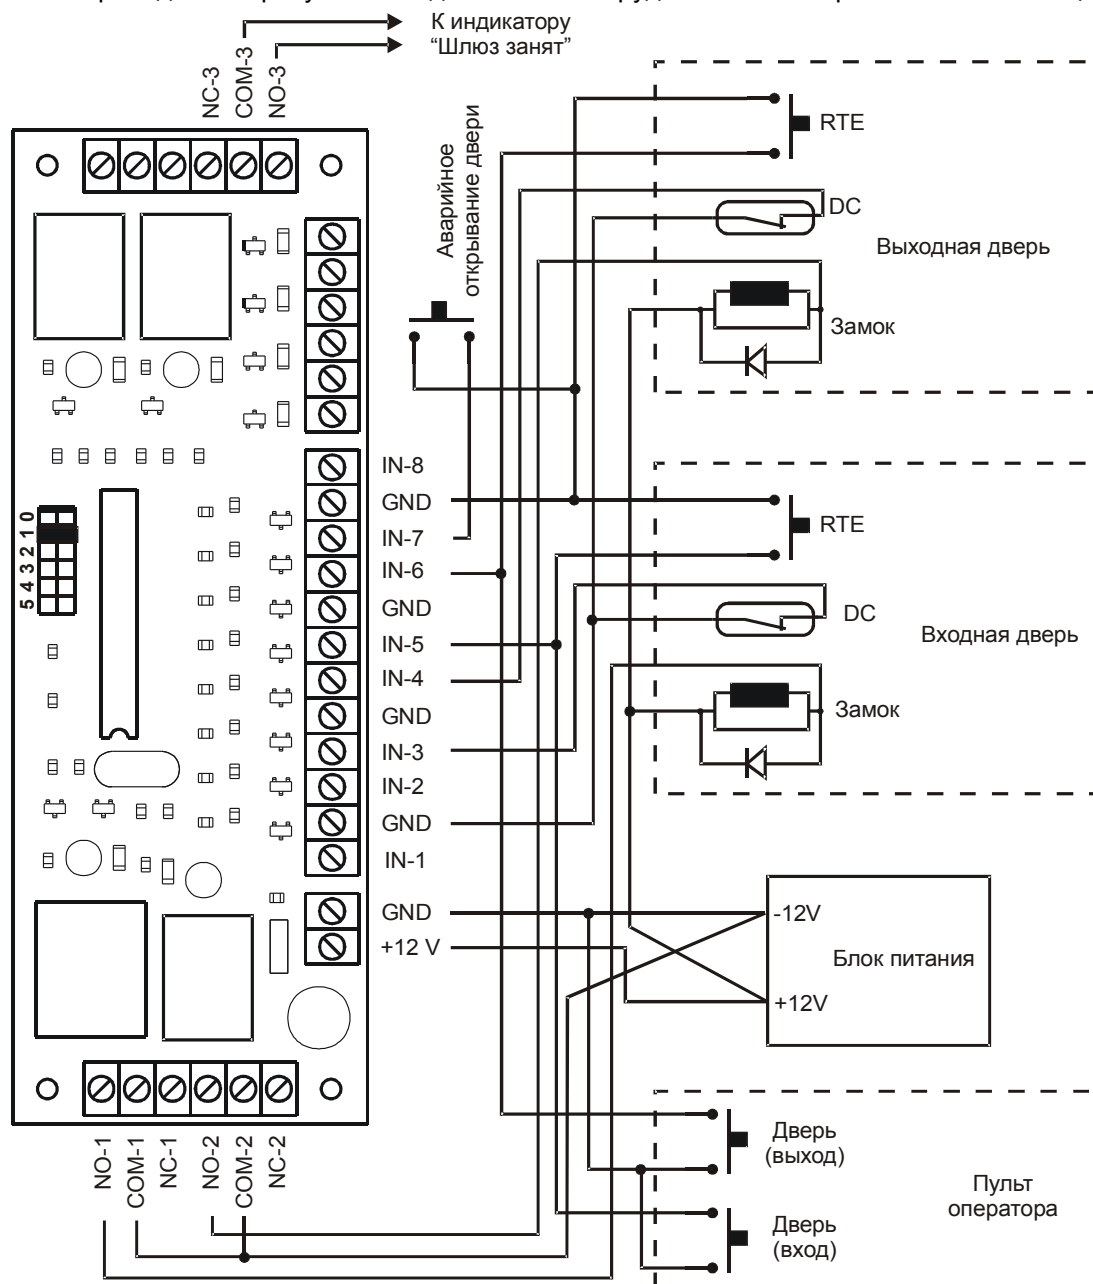 К индикатору
“Шлюз занят”
NC-3
COM-3
NO-3
Аварийное
открывание двери
RTE
DC
Выходная дверь
Замок
IN-8
GND
IN-7
IN-6
GND
IN-5
IN-4
GND
IN-3
IN-2
GND
IN-1
GND
+12 V
5 4 3 2 1 0
RTE
DC
Входная дверь
Замок
-12V
Блок питания
+12V
NO-1
COM-1
NC-1
NO-2
COM-2
NC-2
Дверь
(выход)
Пульт
оператора
Дверь
(вход)